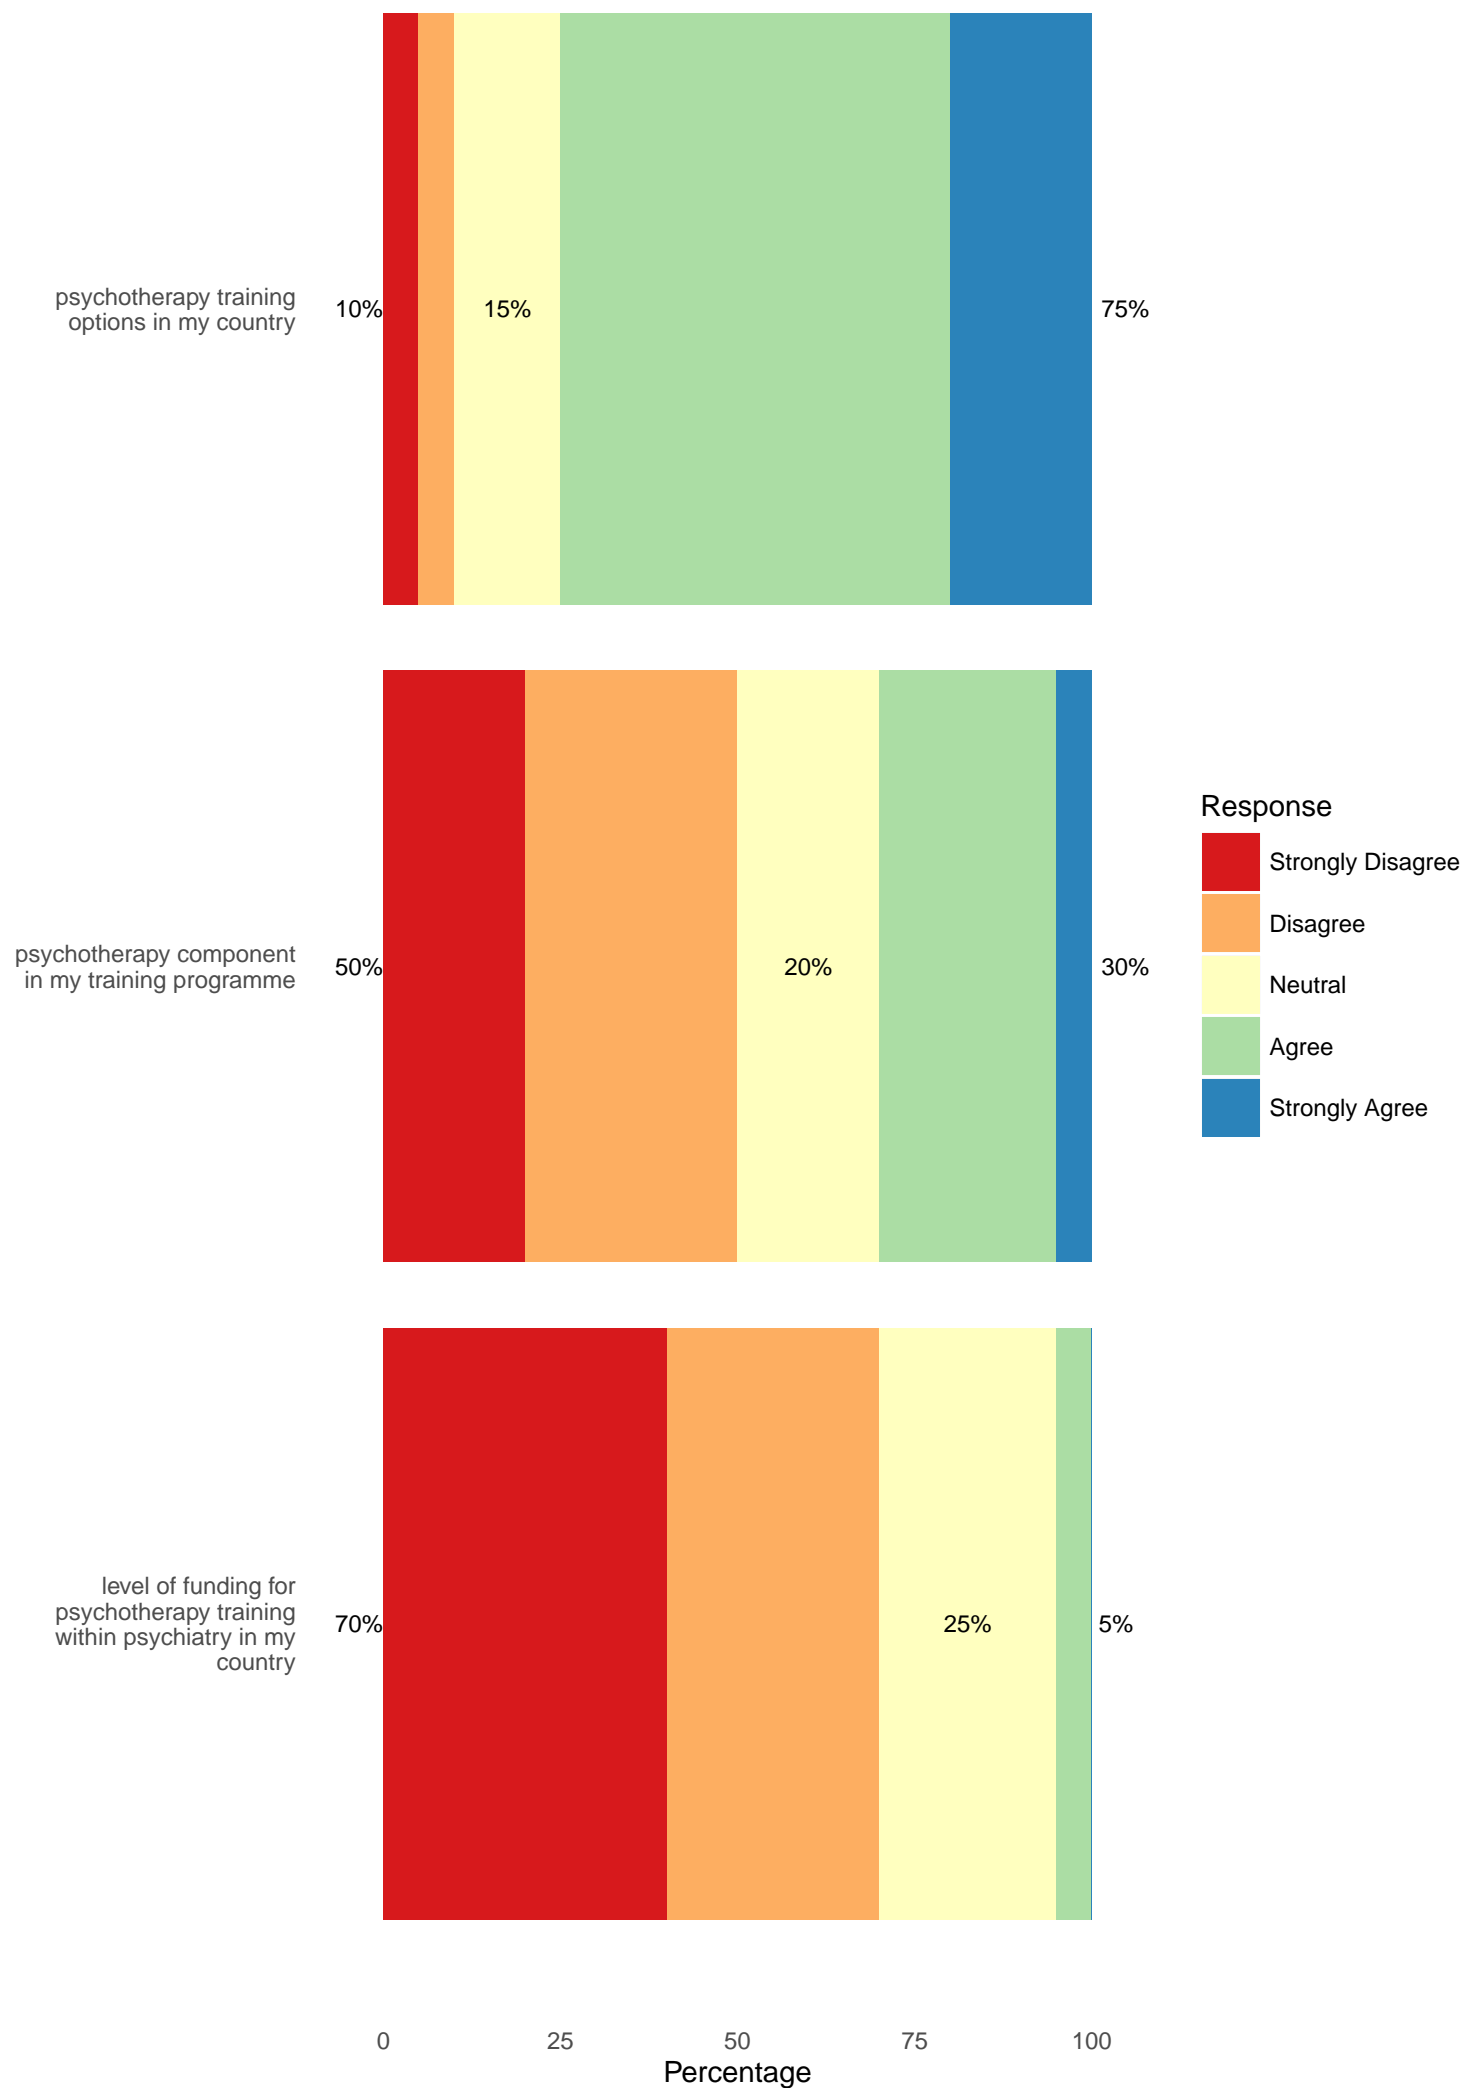 psychotherapy training
options in my country
10%
15%
75%
psychotherapy component
in my training programme
50%
20%
30%
Response
Strongly Disagree
Disagree
Neutral
Agree
Strongly Agree
level of funding for
psychotherapy training
within psychiatry in my
country
70%
25%
5%
0 25 50 75 100
Percentage